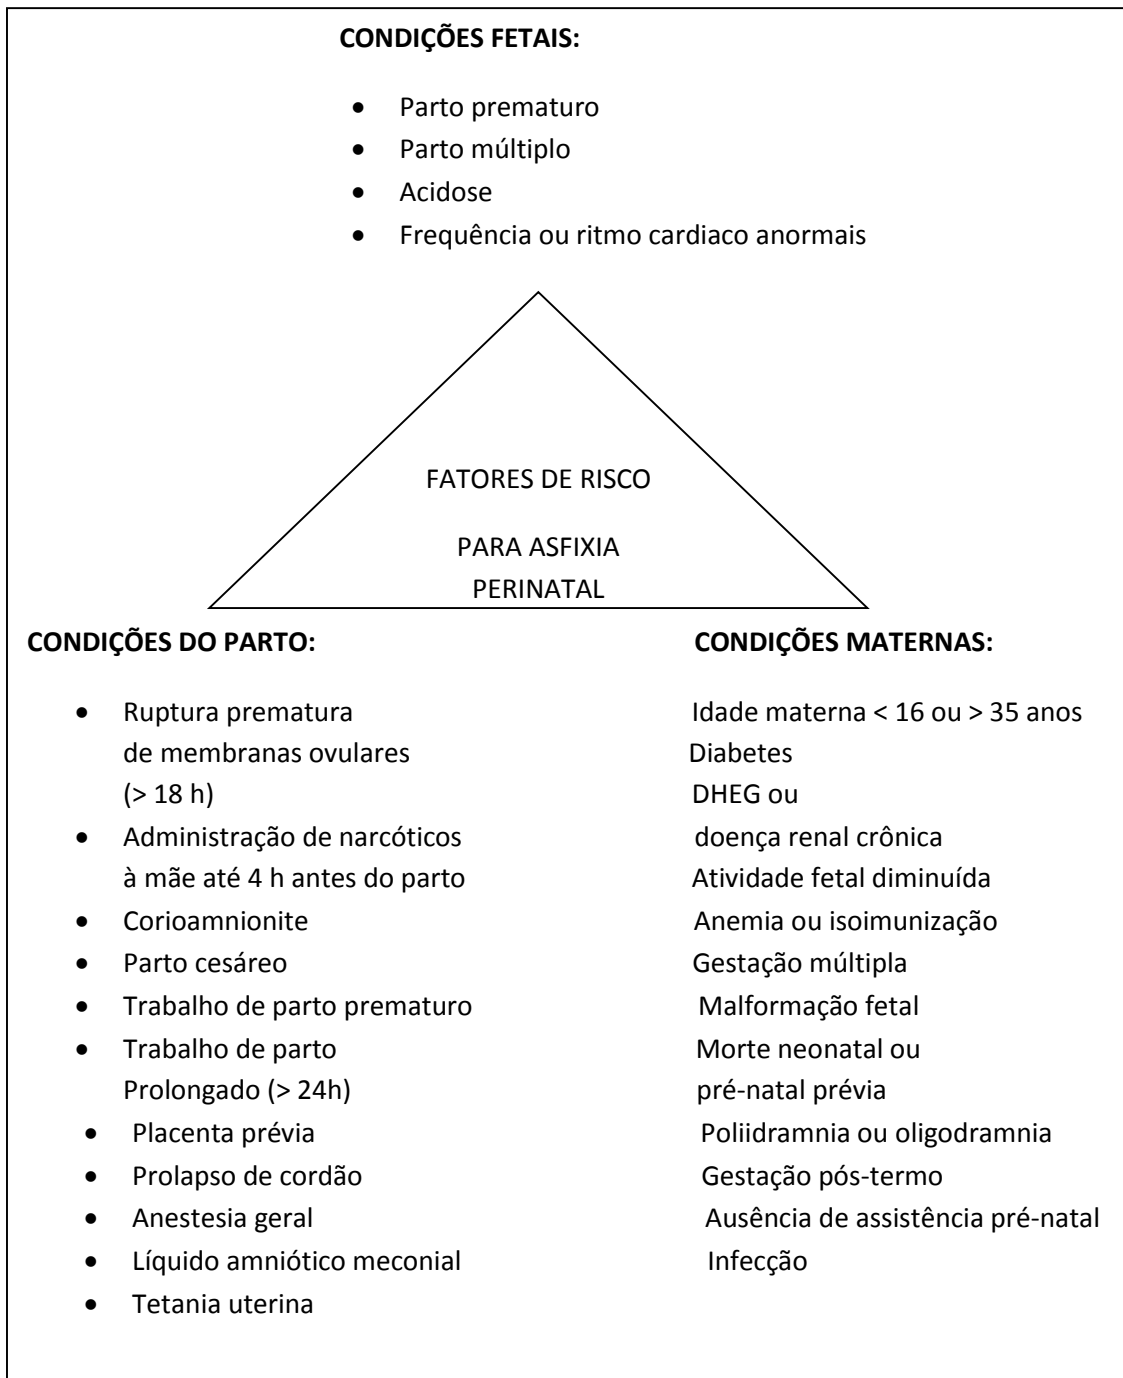 CONDIÇÕES FETAIS:
• Parto prematuro
• Parto múltiplo
• Acidose
• Frequência ou ritmo cardiaco anormais
FATORES DE RISCO
PARA ASFIXIA
PERINATAL
CONDIÇÕES DO PARTO:
• Ruptura prematura
de membranas ovulares
(> 18 h)
• Administração de narcóticos
à mãe até 4 h antes do parto
• Corioamnionite
• Parto cesáreo
• Trabalho de parto prematuro
• Trabalho de parto
Prolongado (> 24h)
• Placenta prévia
• Prolapso de cordão
• Anestesia geral
• Líquido amniótico meconial
• Tetania uterina
CONDIÇÕES MATERNAS:
Idade materna < 16 ou > 35 anos
Diabetes
DHEG ou
doença renal crônica
Atividade fetal diminuída
Anemia ou isoimunização
Gestação múltipla
Malformação fetal
Morte neonatal ou
pré-natal prévia
Poliidramnia ou oligodramnia
Gestação pós-termo
Ausência de assistência pré-natal
Infecção